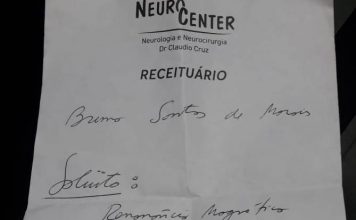 NEUROCENTER
Neurologia e Neurocirurgia
Dr Claudio Cruz
RECEITUÁRIO
Bruno Santos de Morais
Solicito :
Ressonância Magnética